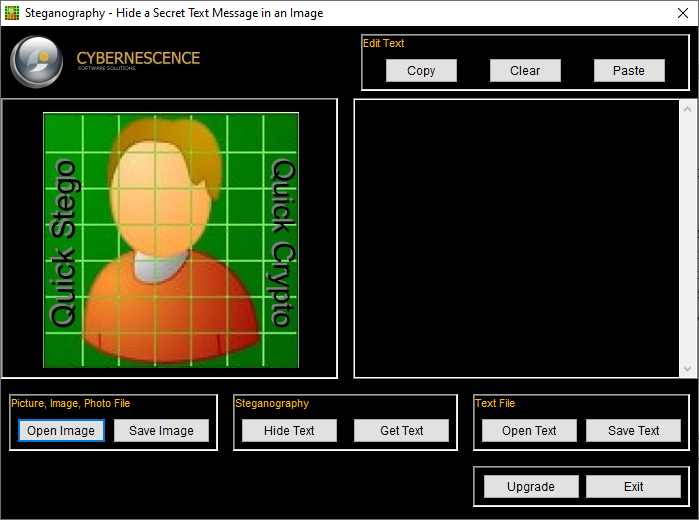 Steganography - Hide a Secret Text Message in an Image
CYBERNESCENCE
SOFTWARE SOLUTIONS
Edit Text
Copy Clear Paste
Quick Stego
Quick Crypto
Picture, Image, Photo File
Open Image Save Image
Steganography
Hide Text Get Text
Text File
Open Text Save Text
Upgrade Exit